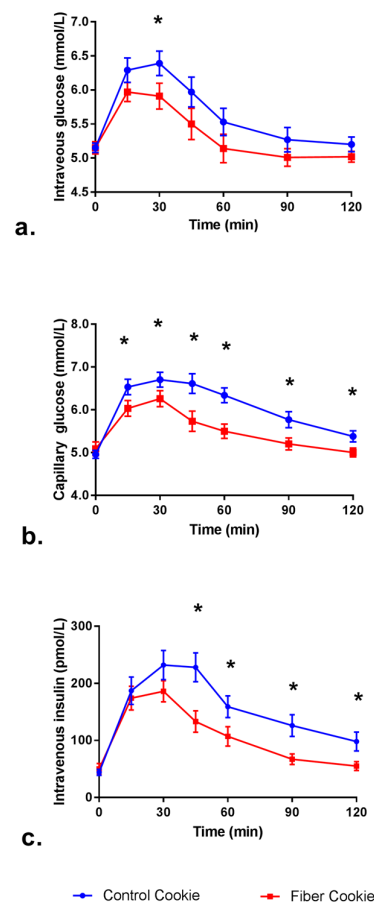 *
7.0
6.5
6.0
5.5
5.0
4.5
0 30 60 90 120
Intraveous glucose (mmol/L)
Time (min)
a.
* * * * * *
8.0
7.0
6.0
5.0
4.0
0 30 60 90 120
Capillary glucose (mmol/L)
Time (min)
b.
* * * *
300
200
100
0
0 30 60 90 120
Intravenous insulin (pmol/L)
Time (min)
c.
Control Cookie Fiber Cookie